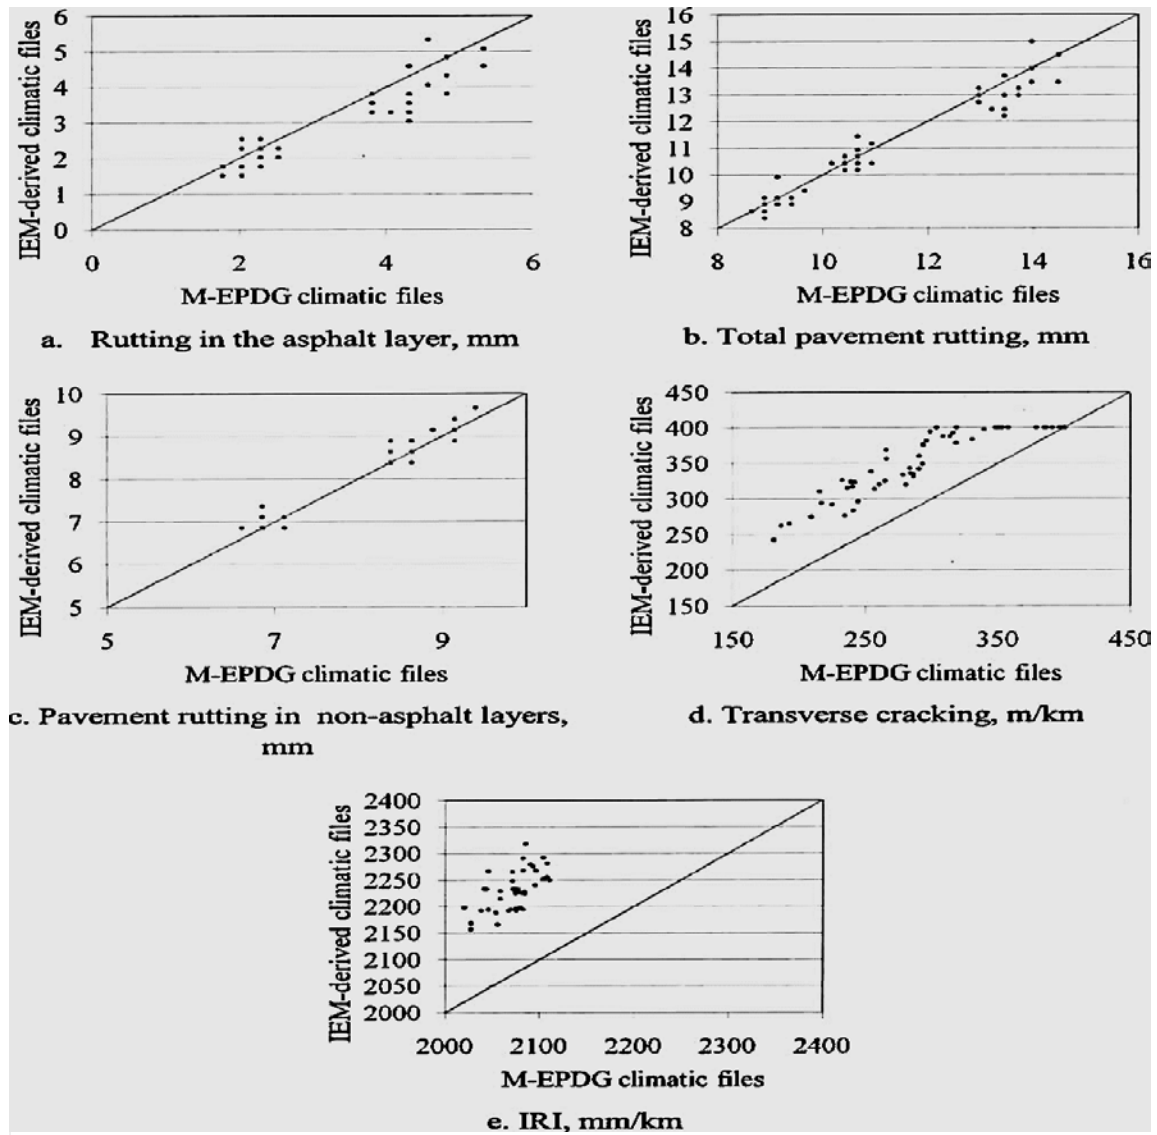 6
5
4
3
2
1
0
IEM-derived climatic files
0 2 4 6
M-EPDG climatic files
a. Rutting in the asphalt layer, mm
16
15
14
13
12
11
10
9
8
IEM-derived climatic files
8 10 12 14 16
M-EPDG climatic files
b. Total pavement rutting, mm
10
9
8
7
6
5
IEM-derived climatic files
5 7 9
M-EPDG climatic files
c. Pavement rutting in non-asphalt layers,
mm
450
400
350
300
250
200
150
IEM-derived climatic files
150 250 350 450
M-EPDG climatic files
d. Transverse cracking, m/km
2400
2350
2300
2250
2200
2150
2100
2050
2000
IEM-derived climatic files
2000 2100 2200 2300 2400
M-EPDG climatic files
e. IRI, mm/km